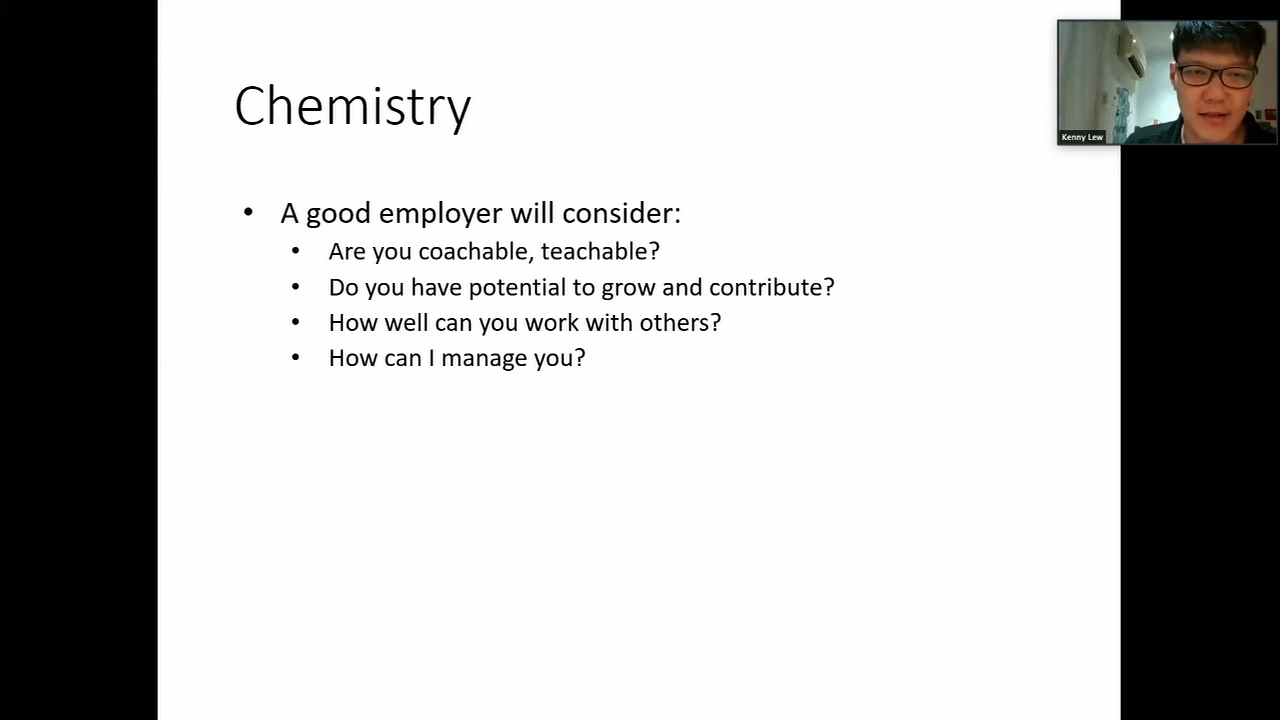 Chemistry
Kenny Lew
• A good employer will consider:
• Are you coachable, teachable?
• Do you have potential to grow and contribute?
• How well can you work with others?
• How can I manage you?